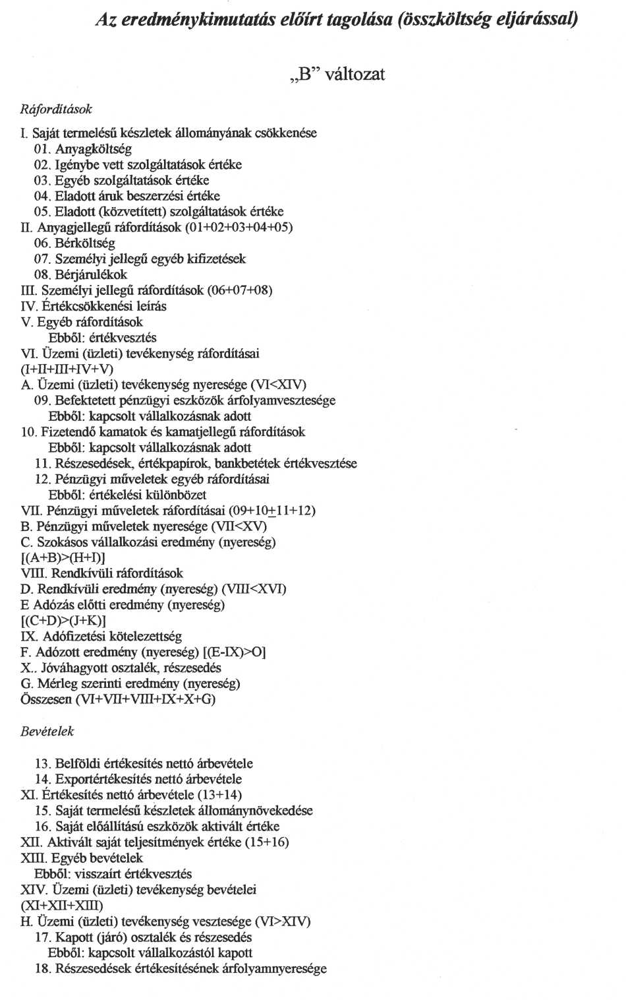 Az eredménykimutatás előírt tagolása (összköltség eljárással)
„B” változat
Ráfordítások
I. Saját termelésű készletek állományának csökkenése
01. Anyagköltség
02. Igénybe vett szolgáltatások értéke
03. Egyéb szolgáltatások értéke
04. Eladott áruk beszerzési értéke
05. Eladott (közvetített) szolgáltatások értéke
II. Anyagjellegű ráfordítások (01+02+03+04+05)
06. Bérköltség
07. Személyi jellegű egyéb kifizetések
08. Bérjárulékok
III. Személyi jellegű ráfordítások (06+07+08)
IV. Értékcsökkenési leírás
V. Egyéb ráfordítások
Ebből: értékvesztés
VI. Üzemi (üzleti) tevékenység ráfordításai
(I+II+III+IV+V)
A. Üzemi (üzleti) tevékenység nyeresége (VI<XIV)
09. Befektetett pénzügyi eszközök árfolyamvesztesége
Ebből: kapcsolt vállalkozásnak adott
10. Fizetendő kamatok és kamatjellegű ráfordítások
Ebből: kapcsolt vállalkozásnak adott
11. Részesedések, értékpapírok, bankbetétek értékvesztése
12. Pénzügyi műveletek egyéb ráfordításai
Ebből: értékelési különbözet
VII. Pénzügyi műveletek ráfordításai (09+10±11+12)
B. Pénzügyi műveletek nyeresége (VII<XV)
C. Szokásos vállalkozási eredmény (nyereség)
[(A+B)>(H+I)]
VIII. Rendkívüli ráfordítások
D. Rendkívüli eredmény (nyereség) (VIII<XVI)
E Adózás előtti eredmény (nyereség)
[(C+D)>(J+K)]
IX. Adófizetési kötelezettség
F. Adózott eredmény (nyereség) [(E-IX)>O]
X.. Jóváhagyott osztalék, részesedés
G. Mérleg szerinti eredmény (nyereség)
Összesen (VI+VII+VIII+IX+X+G)
Bevételek
13. Belföldi értékesítés nettó árbevétele
14. Exportértékesítés nettó árbevétele
XI. Értékesítés nettó árbevétele (13+14)
15. Saját termelésű készletek állománynövekedése
16. Saját előállítású eszközök aktivált értéke
XII. Aktivált saját teljesítmények értéke (15+16)
XIII. Egyéb bevételek
Ebből: visszaírt értékvesztés
XIV. Üzemi (üzleti) tevékenység bevételei
(XI+XII+XIII)
H. Üzemi (üzleti) tevékenység vesztesége (VI>XIV)
17. Kapott (járó) osztalék és részesedés
Ebből: kapcsolt vállalkozástól kapott
18. Részesedések értékesítésének árfolyamnyeresége